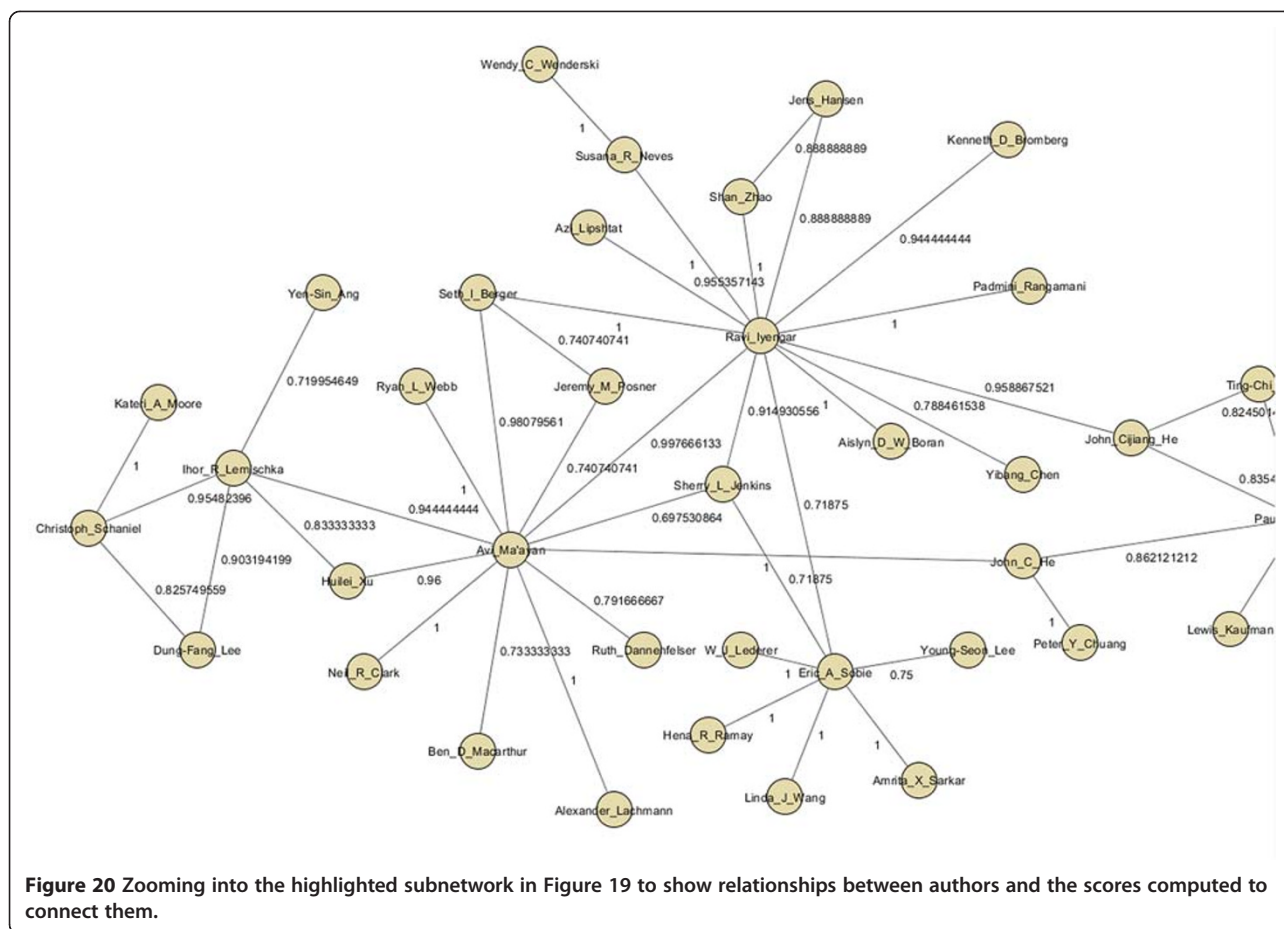 Wendy_C_Wenderski
Jens_Hansen
1
Kenneth_D_Bromberg
Susana_R_Neves
0.888888889
Shan_Zhao
0.888888889
Azi_Lipshtat
0.944444444
1
1
0.955357143
Yen-Sin_Ang
Seth_I_Berger
Padmini_Rangamani
1
1
Ravi_Iyengar
0.740740741
0.719954649
Ryan_L_Webb
Jeremy_M_Posner
0.958867521
Ting-Chi_
Kateri_A_Moore
0.788461538
1
0.914930556
0.824501
0.98079561
0.997666133
Aislyn_D_W_Boran
John_Cijiang_He
1
Ihor_R_Lemischka
0.740740741
Yibang_Chen
0.8354
1
Sherry_L_Jenkins
0.95482396
0.944444444
0.71875
0.697530864
Christoph_Schaniel
0.833333333
Pau
Avi_Ma'ayan
0.903194199
John_C_He
0.862121212
1
0.71875
0.825749559
Huilei_Xu
0.96
0.791666667
1
1
Lewis_Kaufman
Dung-Fang_Lee
0.733333333
Ruth_Dannenfelser
W_J_Lederer
Young-Seon_Lee
Peter_Y_Chuang
Neil_R_Clark
1
1
Eric_A_Sobie
0.75
1
Hena_R_Ramay
1
1
Ben_D_Macarthur
Amrita_X_Sarkar
Linda_J_Wang
Alexander_Lachmann
Figure 20 Zooming into the highlighted subnetwork in Figure 19 to show relationships between authors and the scores computed to
connect them.